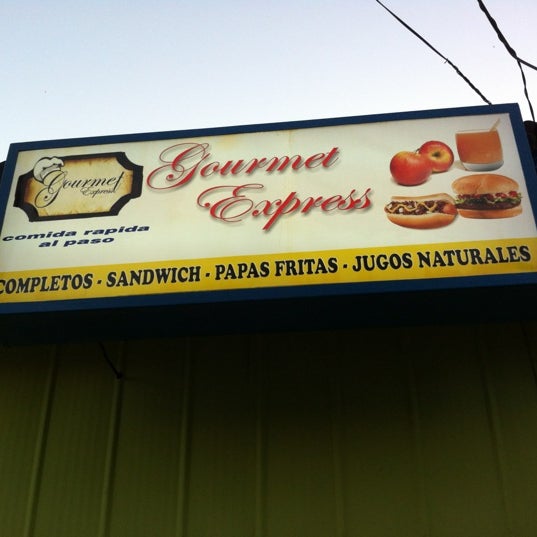 Gourmet
Express
comida rapida
al paso
Gourmet
Express
COMPLETOS - SANDWICH - PAPAS FRITAS - JUGOS NATURALES